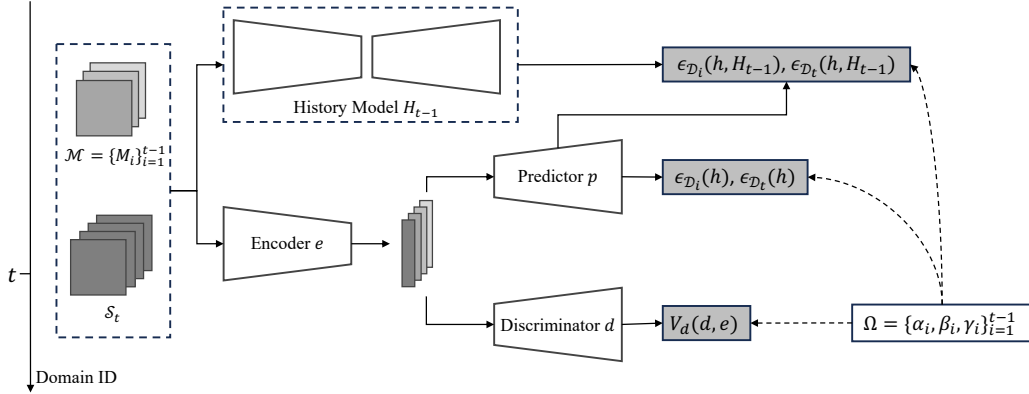 History Model H_{t-1}
ϵ_{𝒟_i}(h, H_{t-1}), ϵ_{𝒟_t}(h, H_{t-1})
ℳ = {M_i}_{i=1}^{t-1}
Predictor p
ϵ_{𝒟_i}(h), ϵ_{𝒟_t}(h)
Encoder e
t
𝒮_t
Discriminator d
V_d(d, e)
Ω = {α_i, β_i, γ_i}_{i=1}^{t-1}
Domain ID